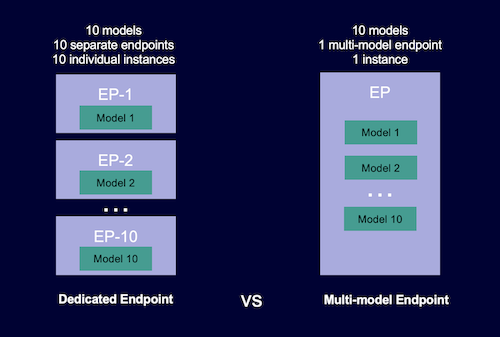 10 models
10 separate endpoints
10 individual instances
EP-1
Model 1
EP-2
Model 2
...
EP-10
Model 10
Dedicated Endpoint
VS
10 models
1 multi-model endpoint
1 instance
EP
Model 1
Model 2
...
Model 10
Multi-model Endpoint